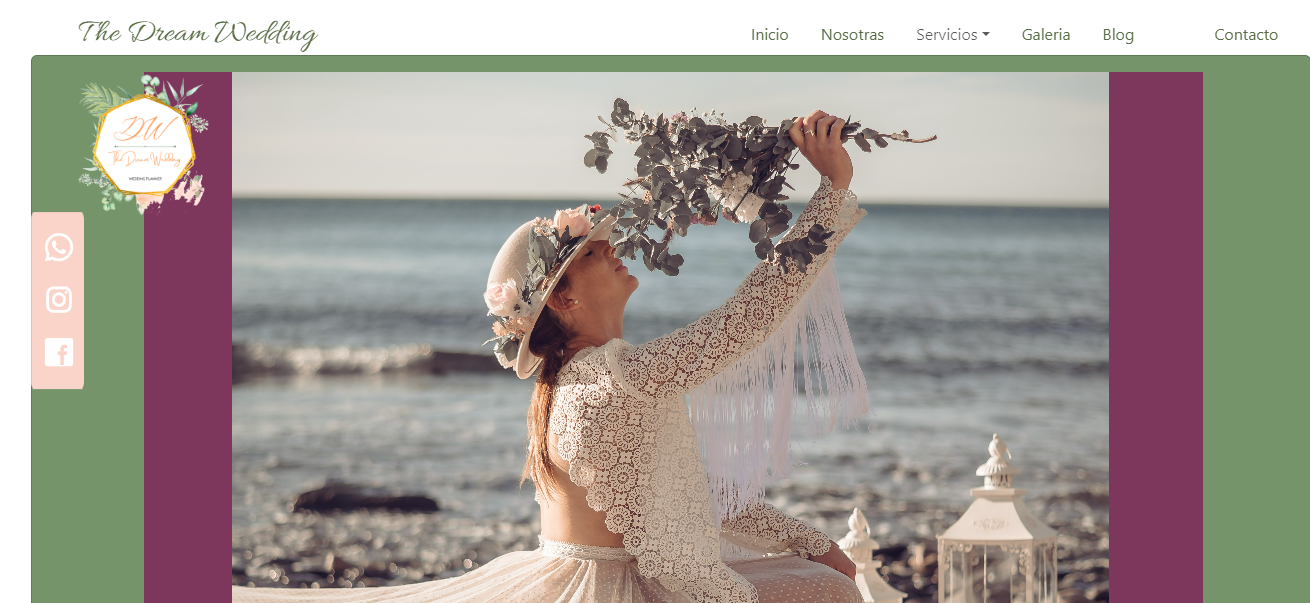 The Dream Wedding
Inicio Nosotras Servicios Galeria Blog Contacto
DW
The Dream Wedding
WEDDING PLANNER